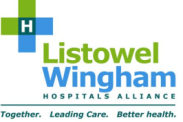 H
Listowel
Wingham
HOSPITALS ALLIANCE
Together. Leading Care. Better health.